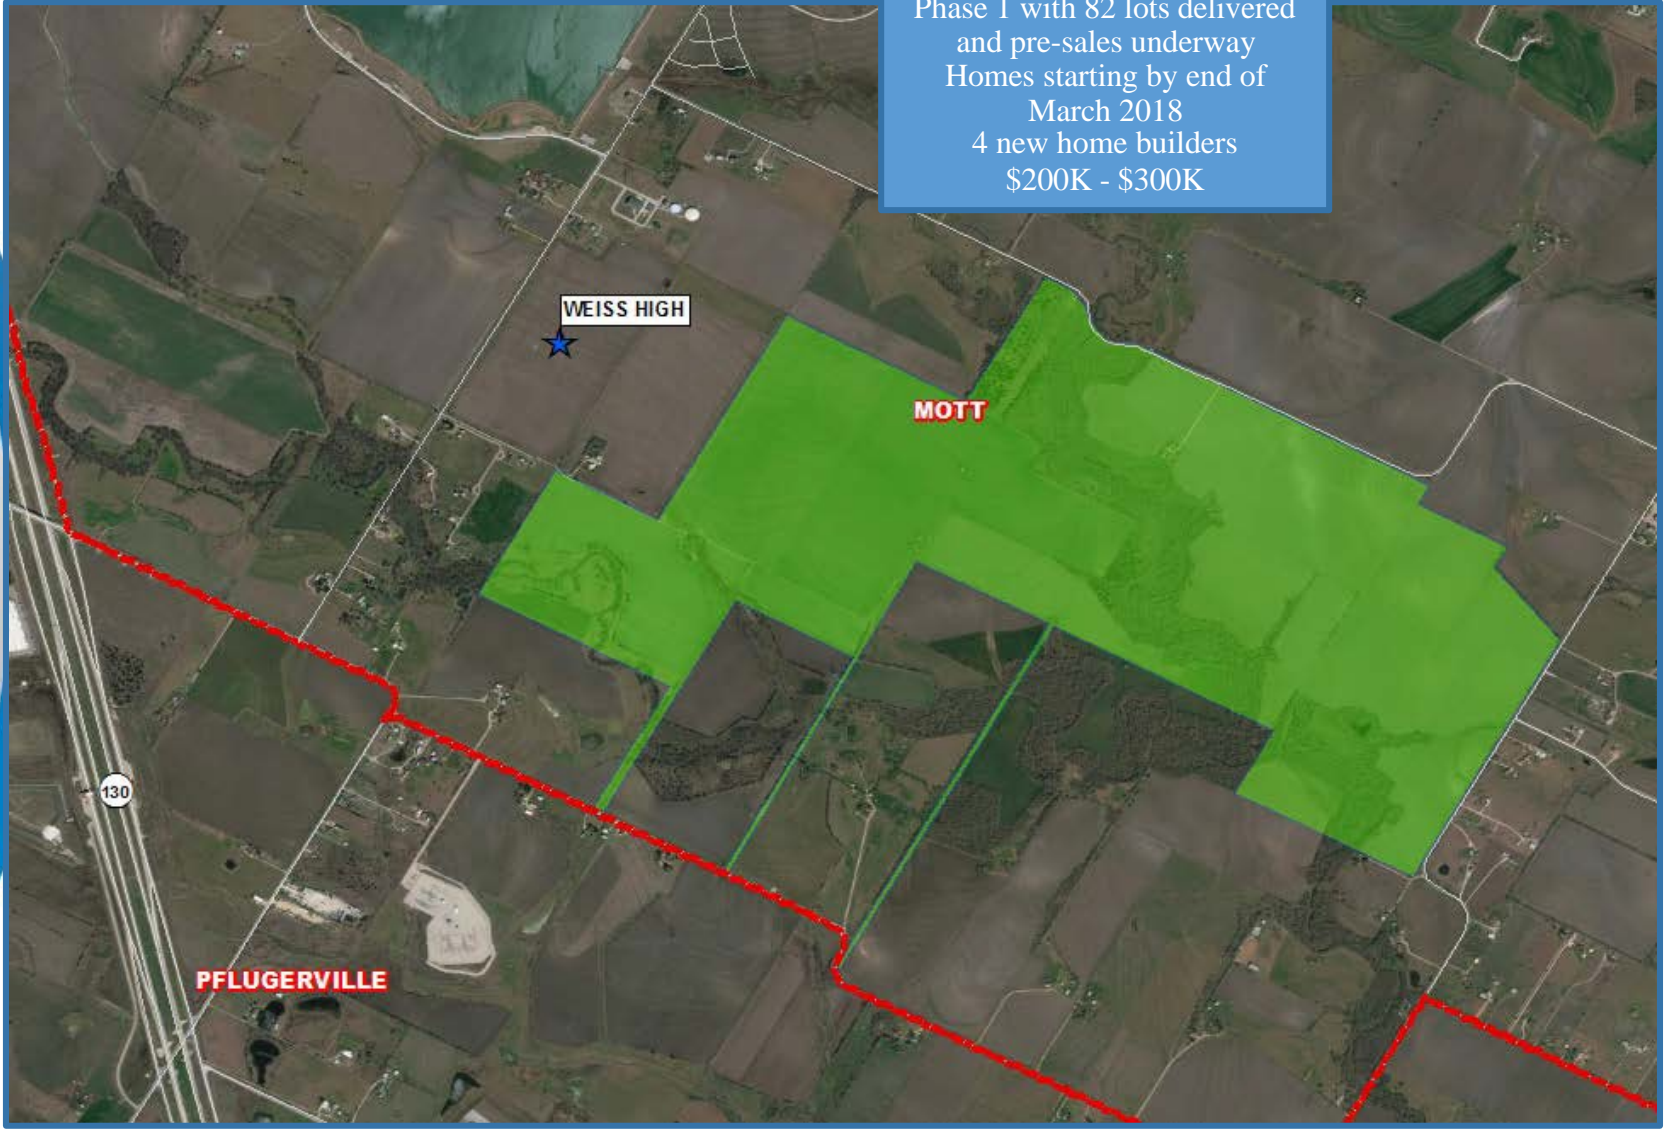 Phase 1 with 82 lots delivered
and pre-sales underway
Homes starting by end of
March 2018
4 new home builders
$200K - $300K
WEISS HIGH
MOTT
130
PFLUGERVILLE